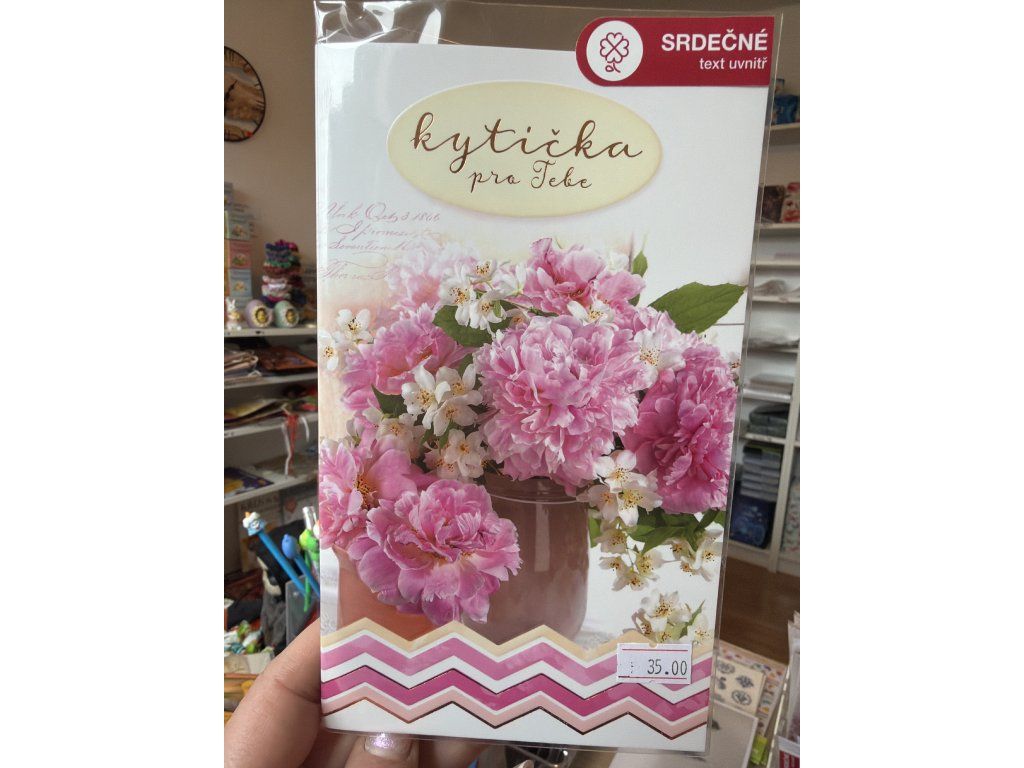 SRDEČNÉ
text uvnitř
kytička
pro Tebe
35.00